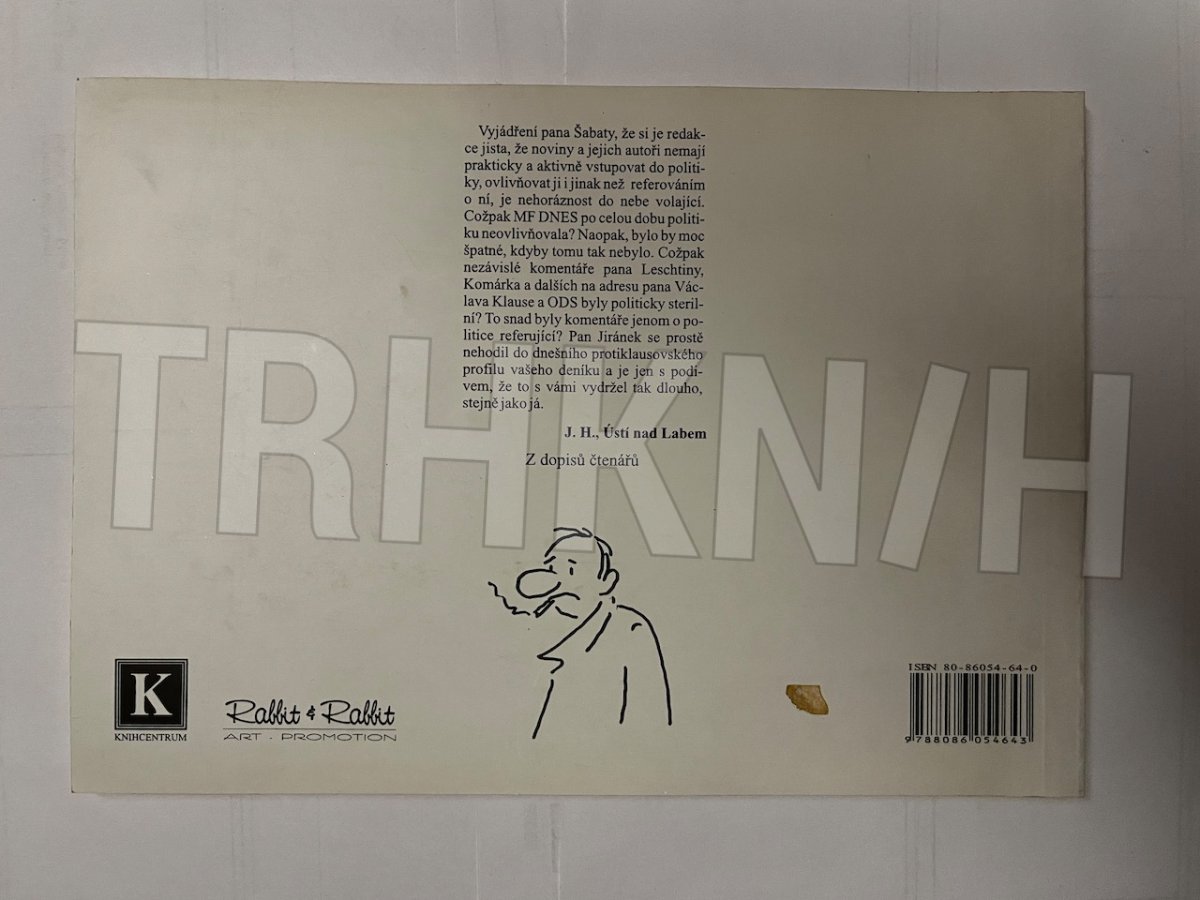 Vyjádření pana Šabaty, že si je redak-
ce jista, že noviny a jejich autoři nemají
prakticky a aktivně vstupovat do politi-
ky, ovlivňovat ji i jinak než referováním
o ní, je nehoráznost do nebe volající.
Cožpak MF DNES po celou dobu politi-
ku neovlivňovala? Naopak, bylo by moc
špatné, kdyby tomu tak nebylo. Cožpak
nezávislé komentáře pana Leschtiny,
Komárka a dalších na adresu pana Vác-
lava Klause a ODS byly politicky steril-
ní? To snad byly komentáře jenom o po-
litice referující? Pan Jiránek se prostě
nehodil do dnešního protiklausovského
profilu vašeho deníku a je jen s podí-
vem, že to s vámi vydržel tak dlouho,
stejně jako já.
J. H., Ústí nad Labem
Z dopisů čtenářů
TRHKN/H
K
KNIHCENTRUM
Rabbit & Rabbit
ART - PROMOTION
ISBN 80-86054-64-0
9 788086 054643